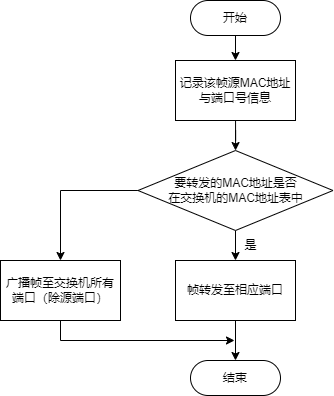 开始
记录该帧源MAC地址
与端口号信息
要转发的MAC地址是否
在交换机的MAC地址表中
是
广播帧至交换机所有
端口（除源端口）
帧转发至相应端口
结束